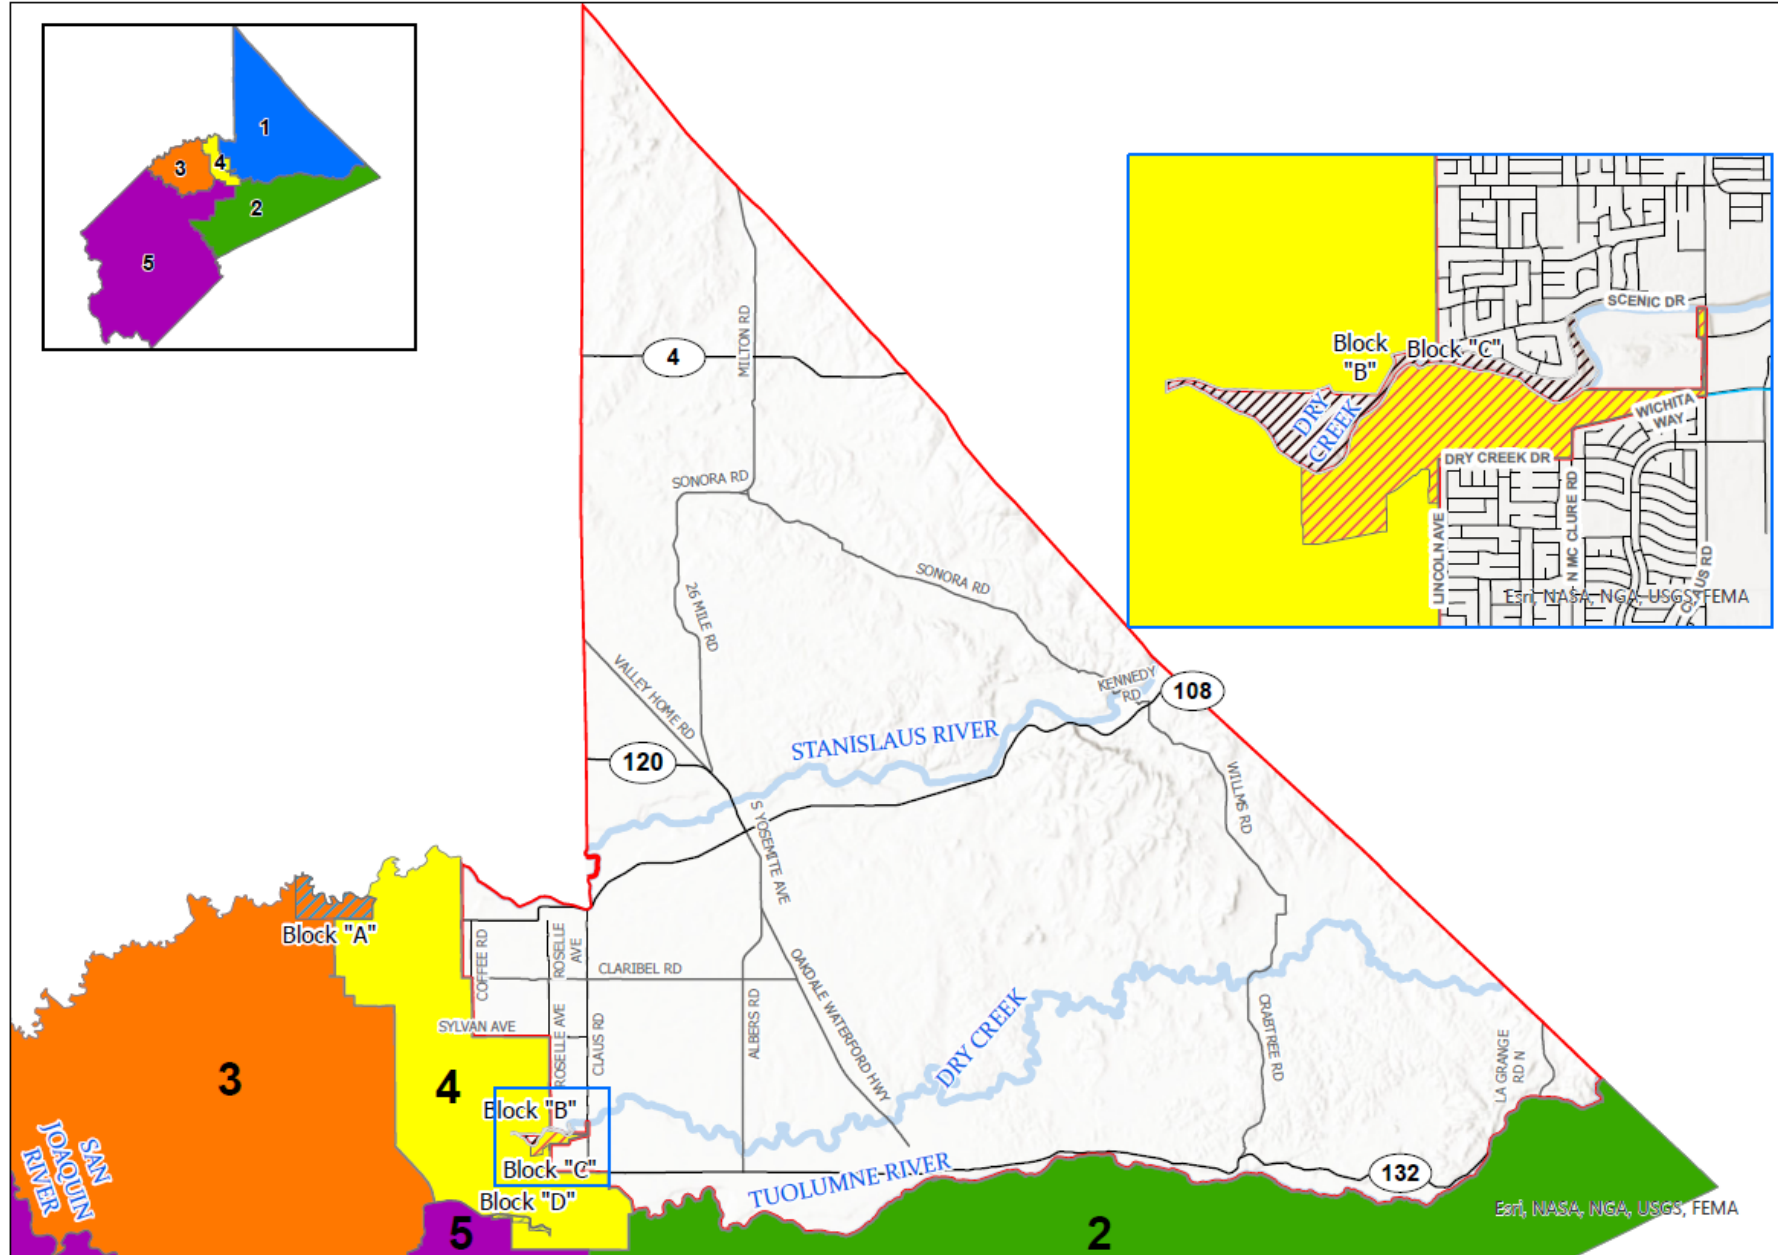 1
3
4
2
5
4
MILTON RD
SONORA RD
SONORA RD
26 MILE RD
VALLEY HOME RD
120
STANISLAUS RIVER
KENNEDY
RD
108
WILLMS RD
S YOSEMITE AVE
OAKDALE WATERFORD HWY
Block "A"
COFFEE RD
ROSELLE
AVE
CLARIBEL RD
SYLVAN AVE
ROSELLE AVE
CLAUS RD
ALBERS RD
DRY CREEK
CRABTREE RD
LA GRANGE
RD N
3
4
Block "B"
Block "C"
Block "D"
SAN
JOAQUIN
RIVER
TUOLUMNE RIVER
132
5
2
Esri, NASA, NGA, USGS, FEMA
SCENIC DR
Block
"B"
Block "C"
DRY
CREEK
WICHITA
WAY
DRY CREEK DR
LINCOLN AVE
N MC CLURE RD
CLAUS RD
Esri, NASA, NGA, USGS, FEMA